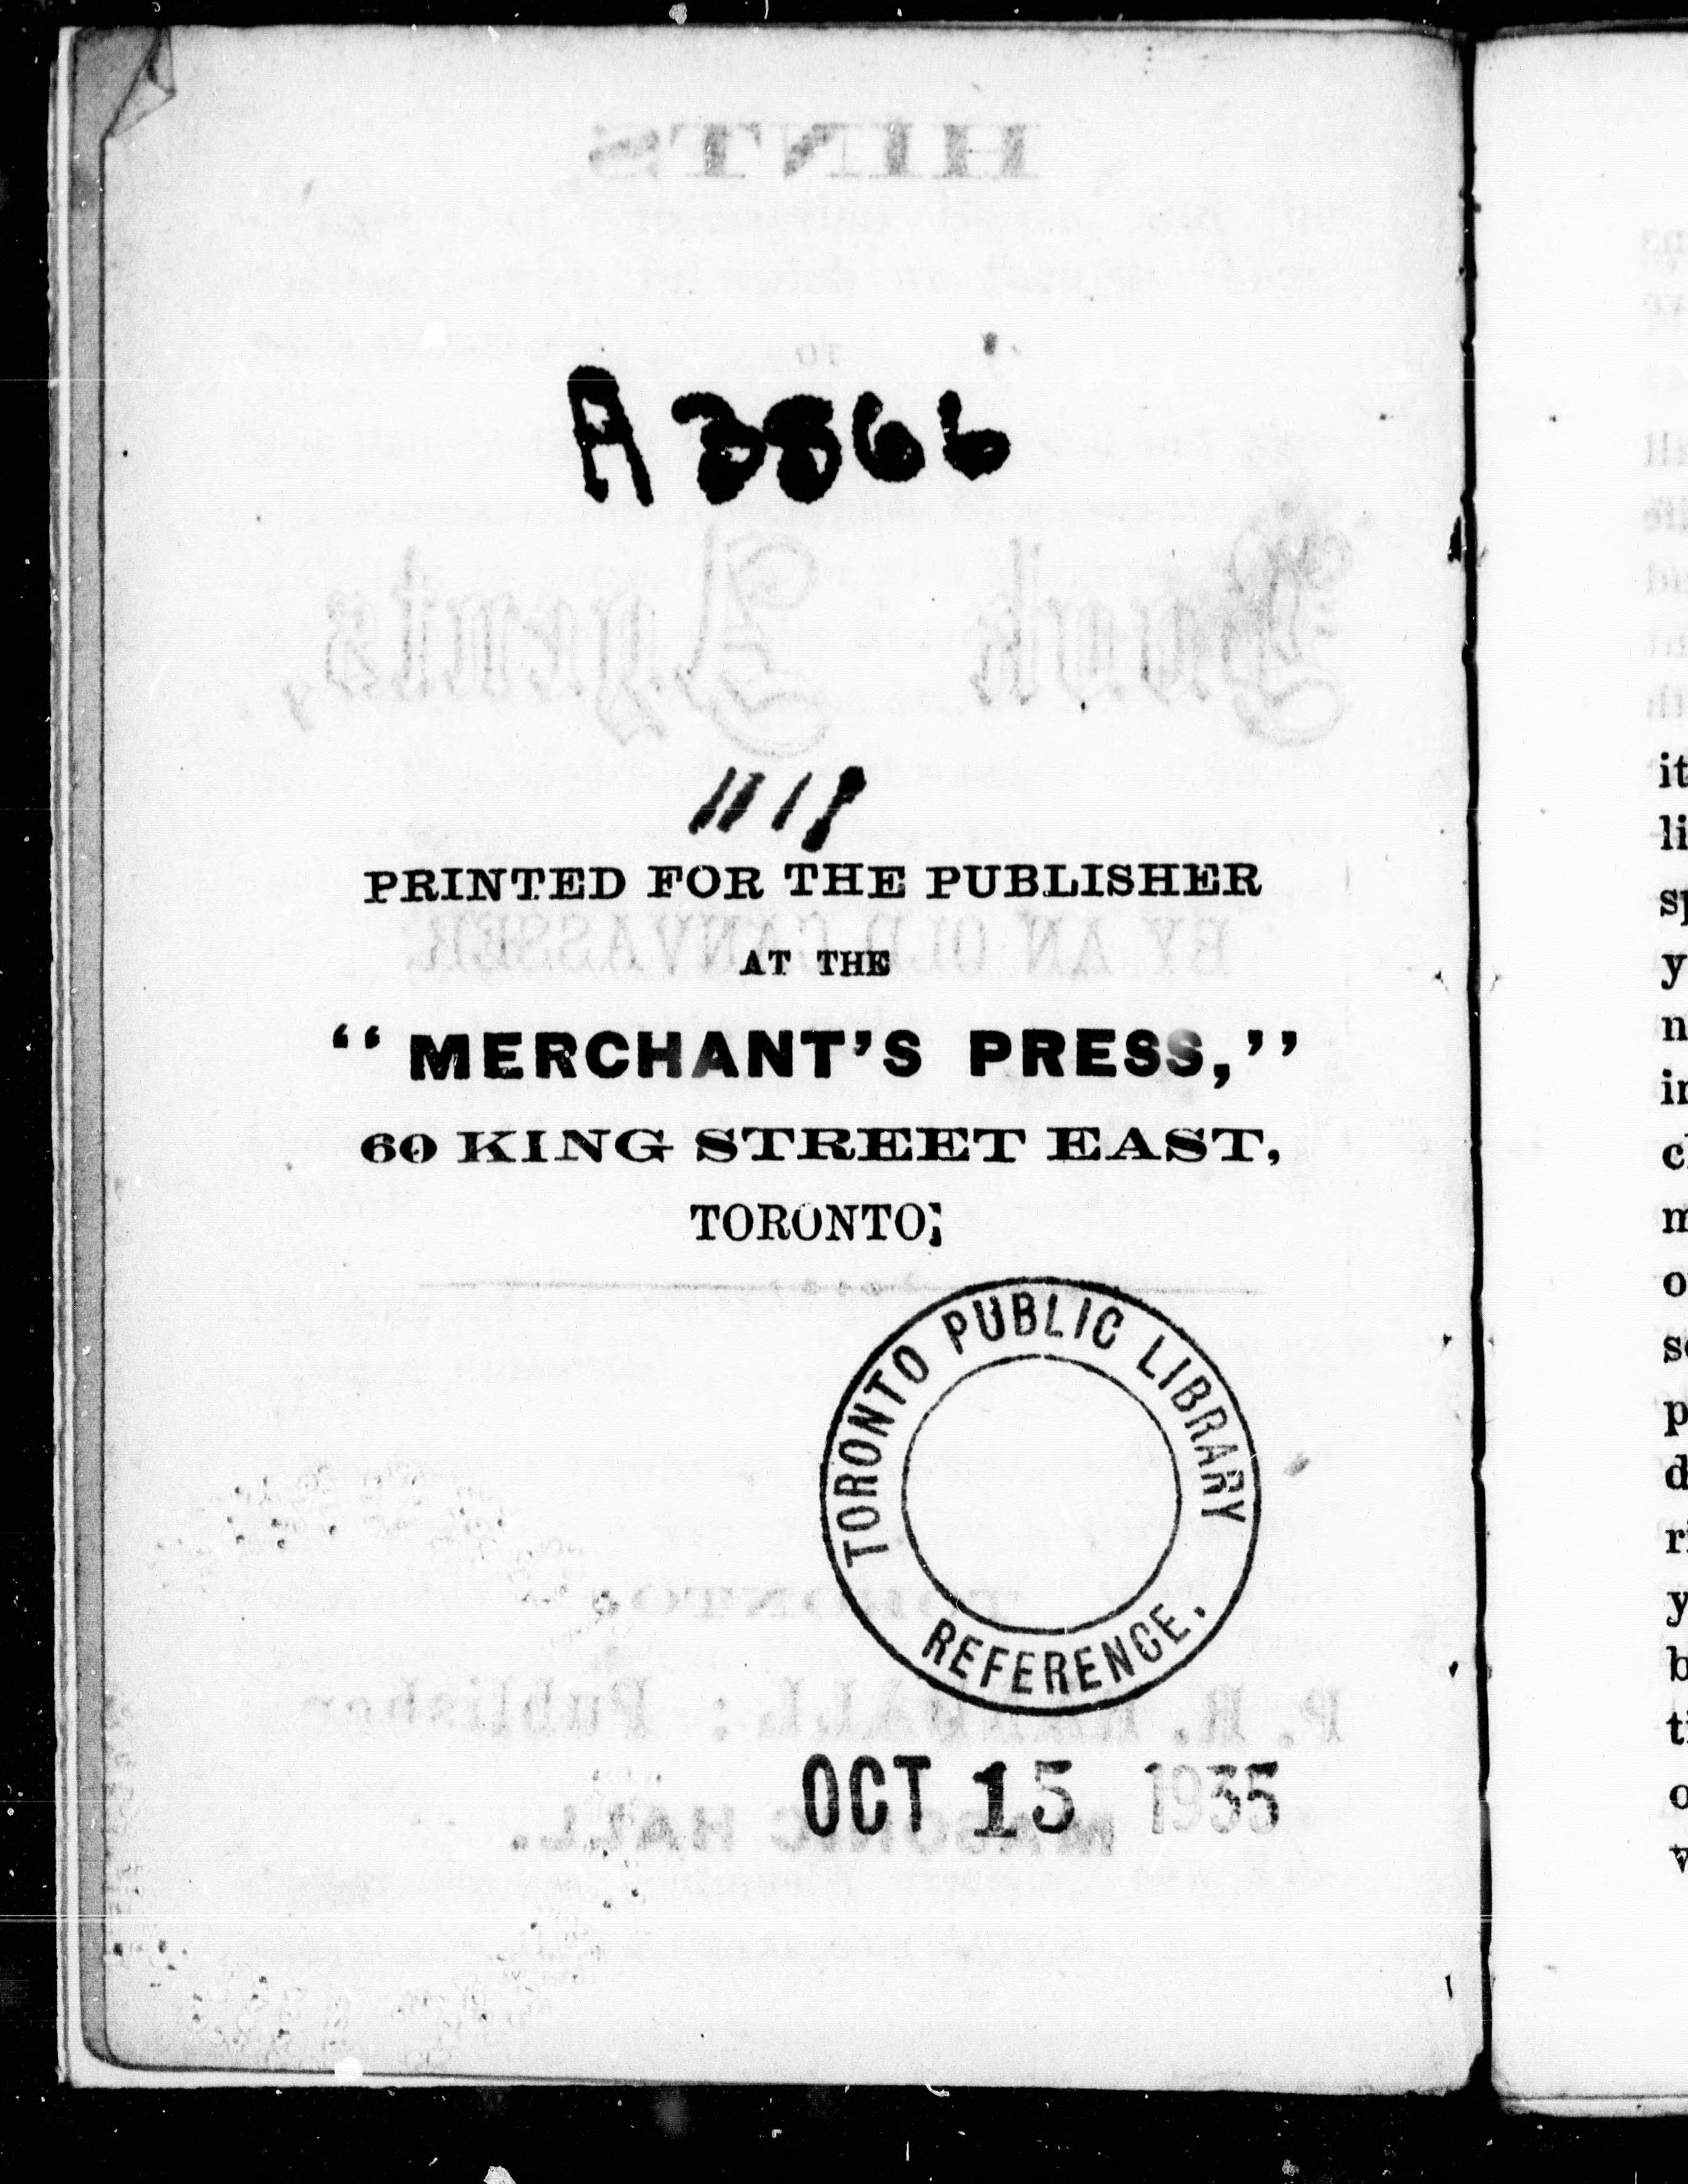 A 3866
PRINTED FOR THE PUBLISHER
AT THE
“ MERCHANT’S PRESS,”
60 KING STREET EAST,
TORONTO;
TORONTO PUBLIC LIBRARY
REFERENCE.
OCT 15 1935